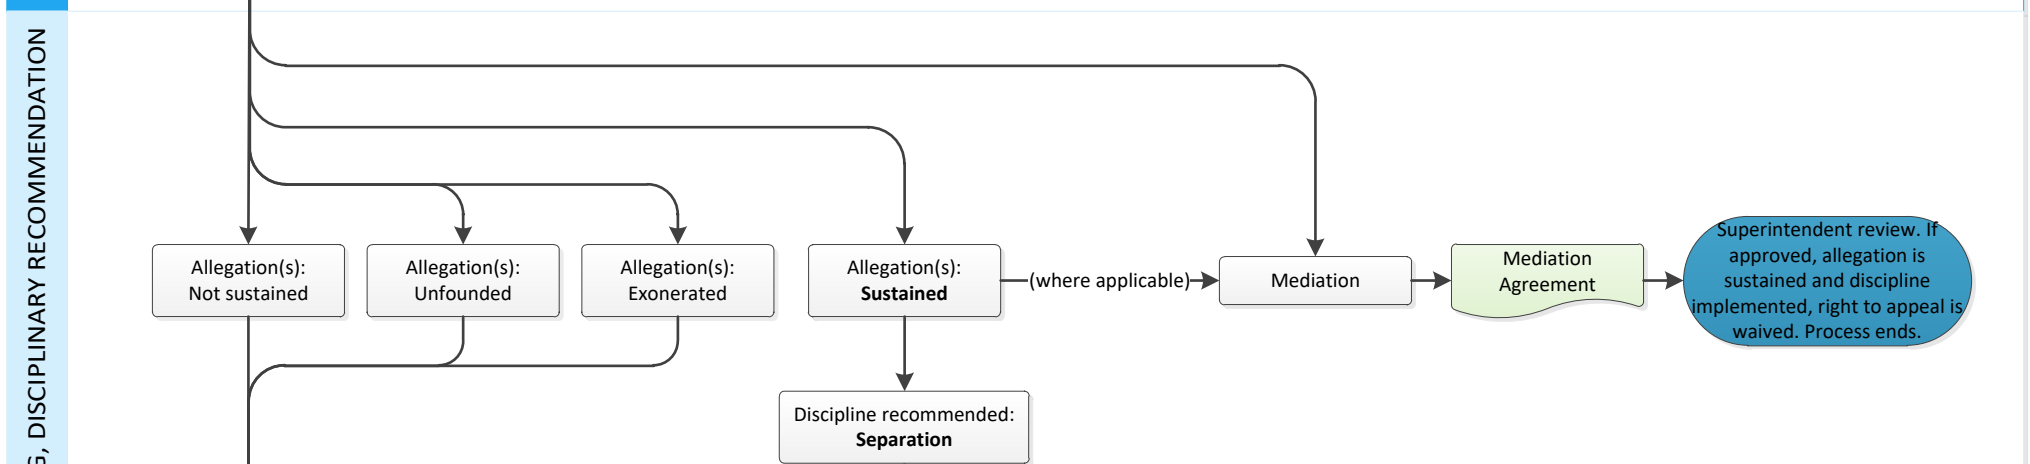 G, DISCIPLINARY RECOMMENDATION
Allegation(s):
Not sustained
Allegation(s):
Unfounded
Allegation(s):
Exonerated
Allegation(s):
Sustained
(where applicable)
Mediation
Mediation
Agreement
Superintendent review. If
approved, allegation is
sustained and discipline
implemented, right to appeal is
waived. Process ends.
Discipline recommended:
Separation